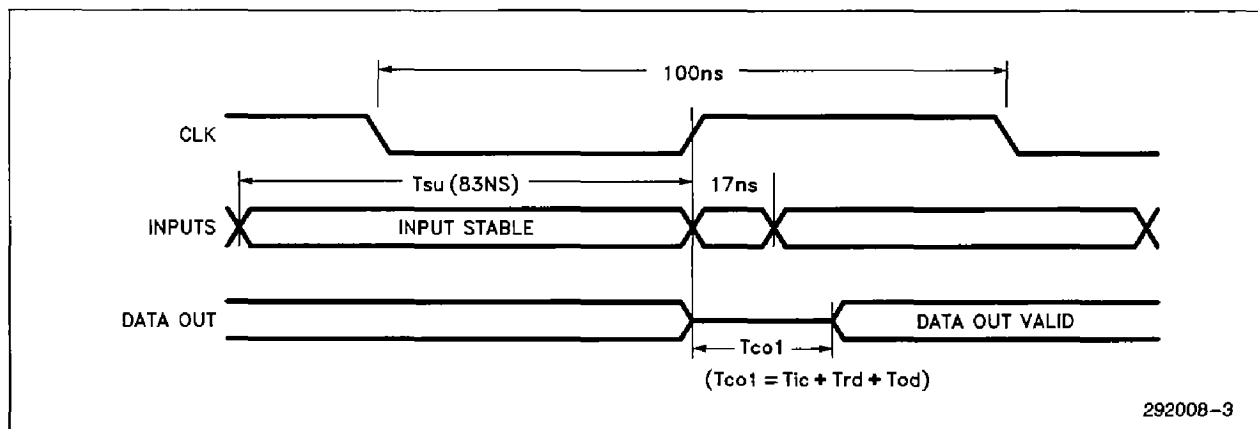 100ns
CLK
Tsu (83NS)
17ns
INPUTS
INPUT STABLE
DATA OUT
DATA OUT VALID
Tco1
(Tco1 = Tic + Trd + Tod)
292008-3